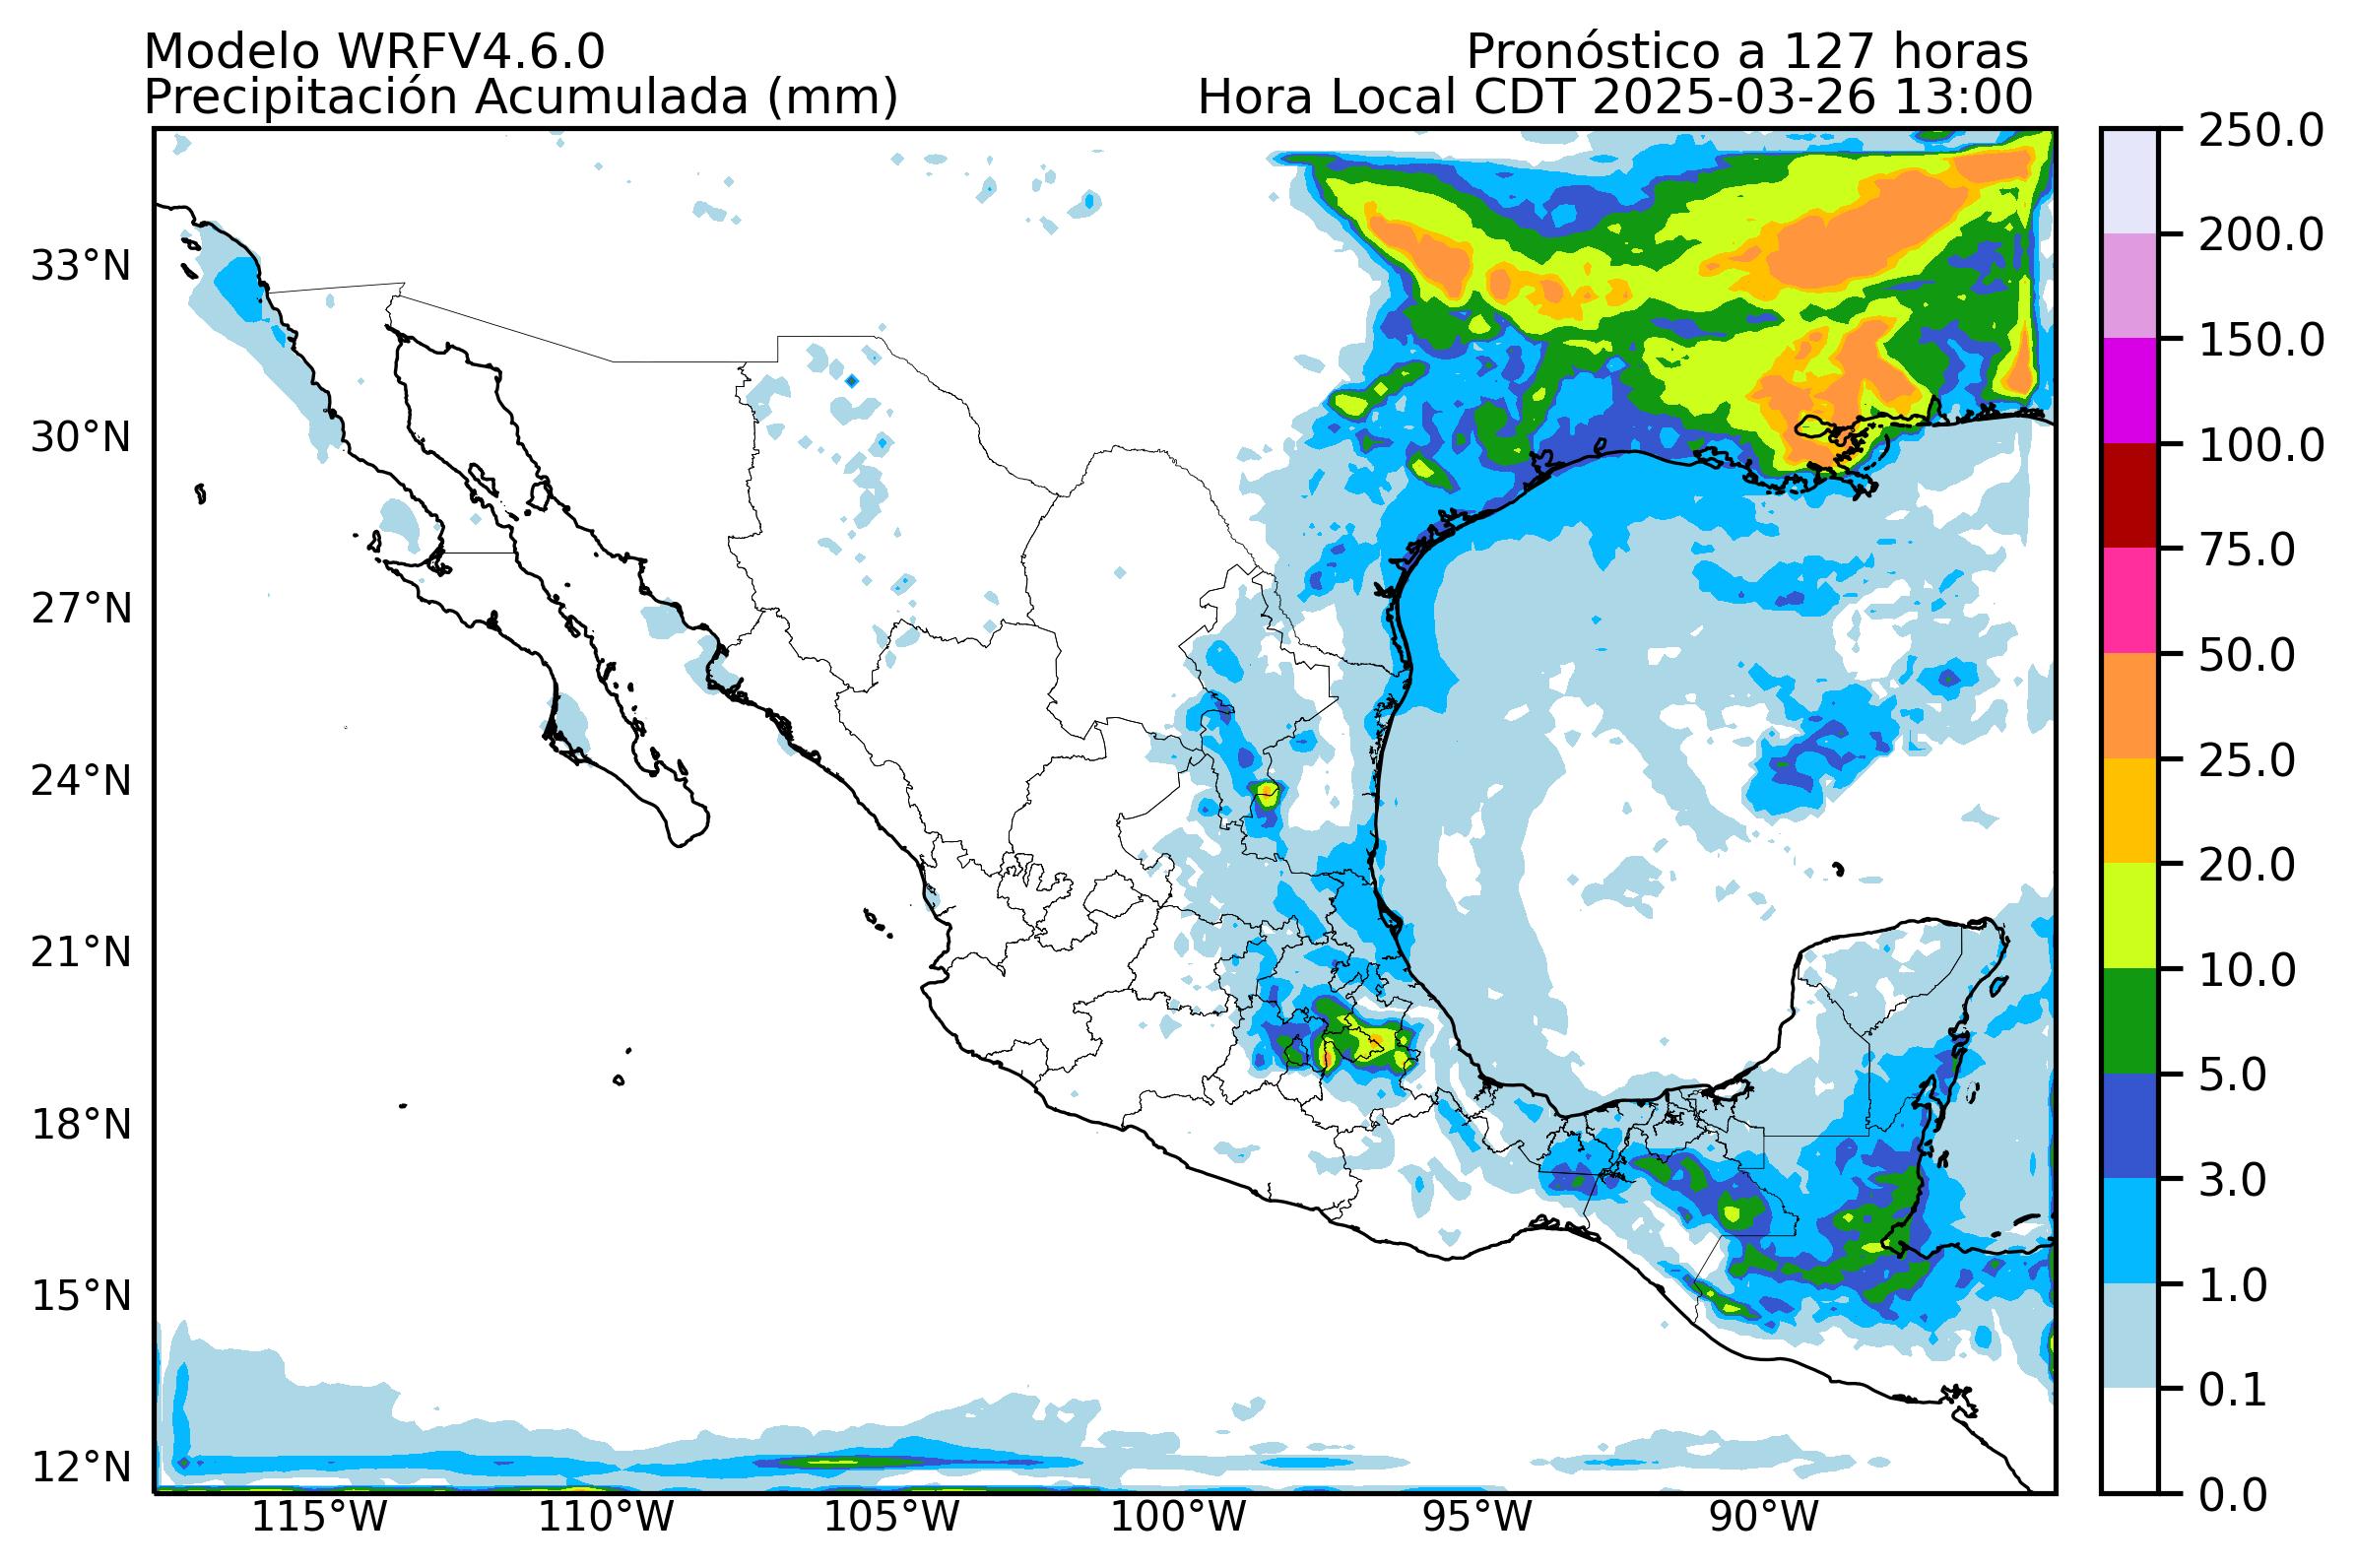 Modelo WRFV4.6.0
Pronóstico a 127 horas
Precipitación Acumulada (mm)
Hora Local CDT 2025-03-26 13:00
33°N
30°N
27°N
24°N
21°N
18°N
15°N
12°N
115°W
110°W
105°W
100°W
95°W
90°W
250.0
200.0
150.0
100.0
75.0
50.0
25.0
20.0
10.0
5.0
3.0
1.0
0.1
0.0